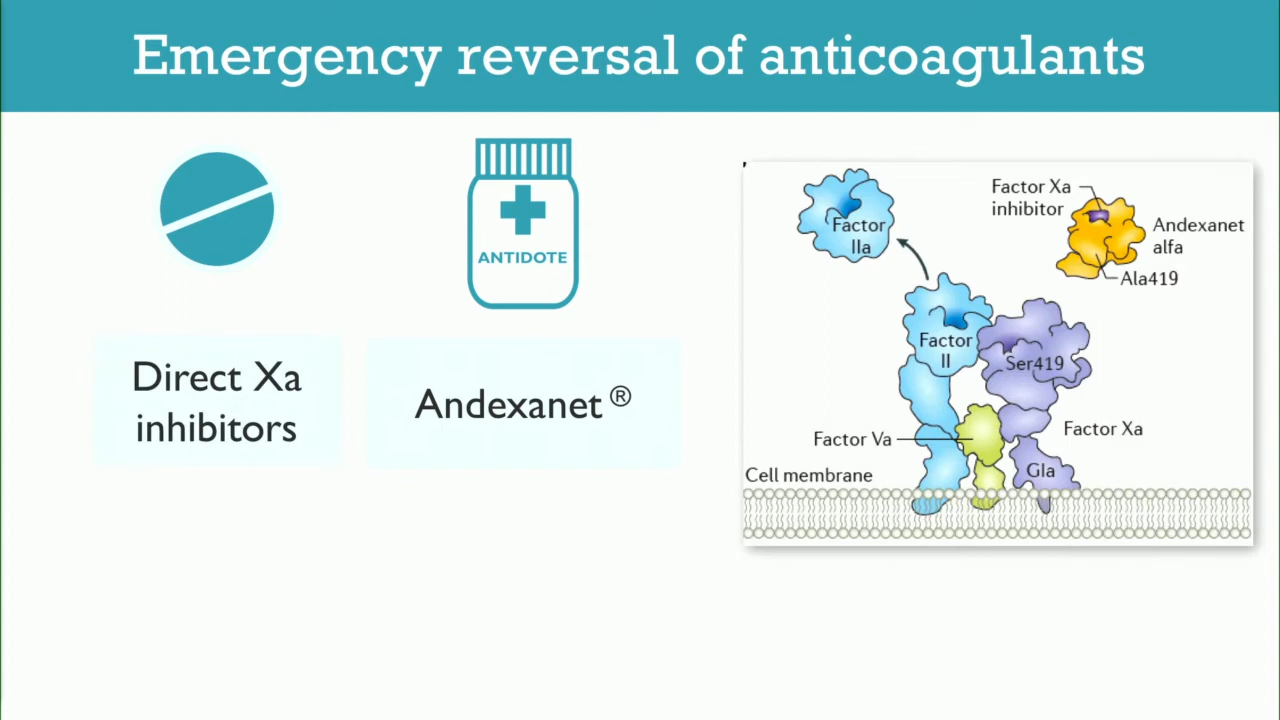 Emergency reversal of anticoagulants
ANTIDOTE
Direct Xa
inhibitors
Andexanet ®
Factor
IIa
Factor Xa
inhibitor
Andexanet
alfa
Ala419
Factor
II
Ser419
Factor Va
Factor Xa
Gla
Cell membrane